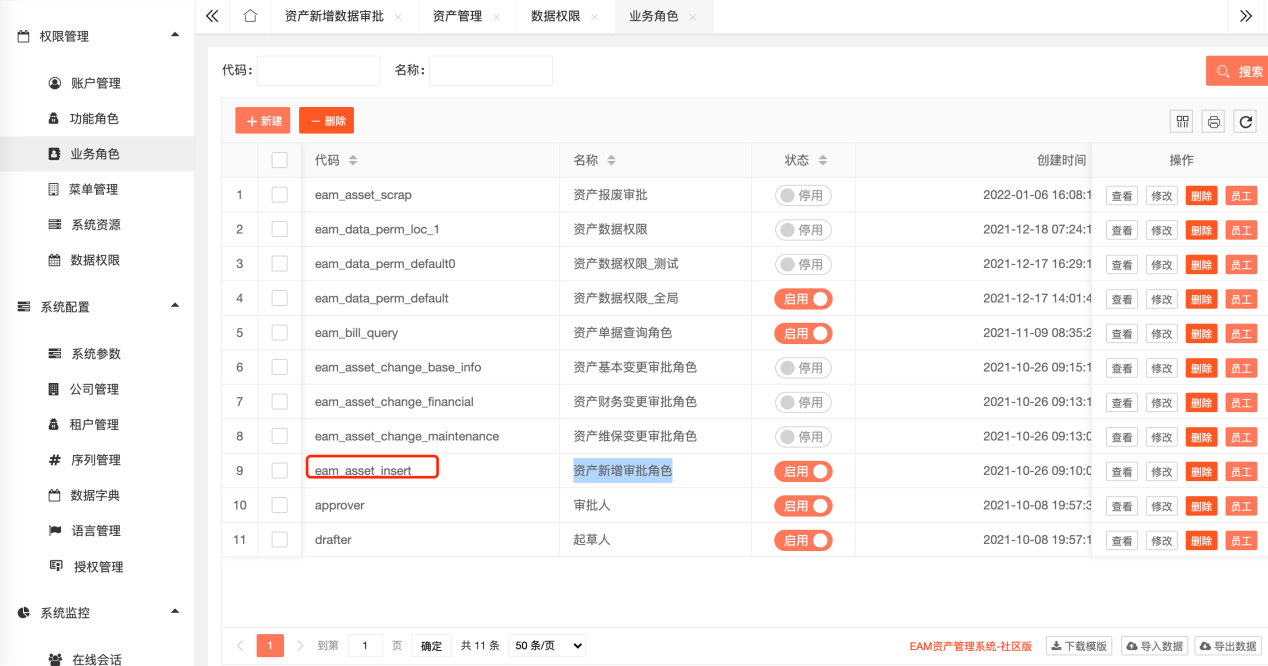 权限管理
账户管理
功能角色
业务角色
菜单管理
系统资源
数据权限
系统配置
系统参数
公司管理
租户管理
序列管理
数据字典
语言管理
授权管理
系统监控
在线会话
资产新增数据审批 资产管理 数据权限 业务角色
代码: 名称: 搜索
新建 删除
代码 名称 状态 创建时间 操作
1 eam_asset_scrap 资产报废审批 停用 2022-01-06 16:08:1 查看 修改 删除 员工
2 eam_data_perm_loc_1 资产数据权限 停用 2021-12-18 07:24:1 查看 修改 删除 员工
3 eam_data_perm_default0 资产数据权限_测试 停用 2021-12-17 16:29:1 查看 修改 删除 员工
4 eam_data_perm_default 资产数据权限_全局 启用 2021-12-17 14:01:4 查看 修改 删除 员工
5 eam_bill_query 资产单据查询角色 启用 2021-11-09 08:35:2 查看 修改 删除 员工
6 eam_asset_change_base_info 资产基本变更审批角色 停用 2021-10-26 09:15:1 查看 修改 删除 员工
7 eam_asset_change_financial 资产财务变更审批角色 停用 2021-10-26 09:13:1 查看 修改 删除 员工
8 eam_asset_change_maintenance 资产维保变更审批角色 停用 2021-10-26 09:13:0 查看 修改 删除 员工
9 eam_asset_insert 资产新增审批角色 启用 2021-10-26 09:10:0 查看 修改 删除 员工
10 approver 审批人 启用 2021-10-08 19:57:3 查看 修改 删除 员工
11 drafter 起草人 启用 2021-10-08 19:57:1 查看 修改 删除 员工
1 到第 1 页 确定 共 11 条 50 条/页 EAM资产管理系统-社区版 下载模版 导入数据 导出数据